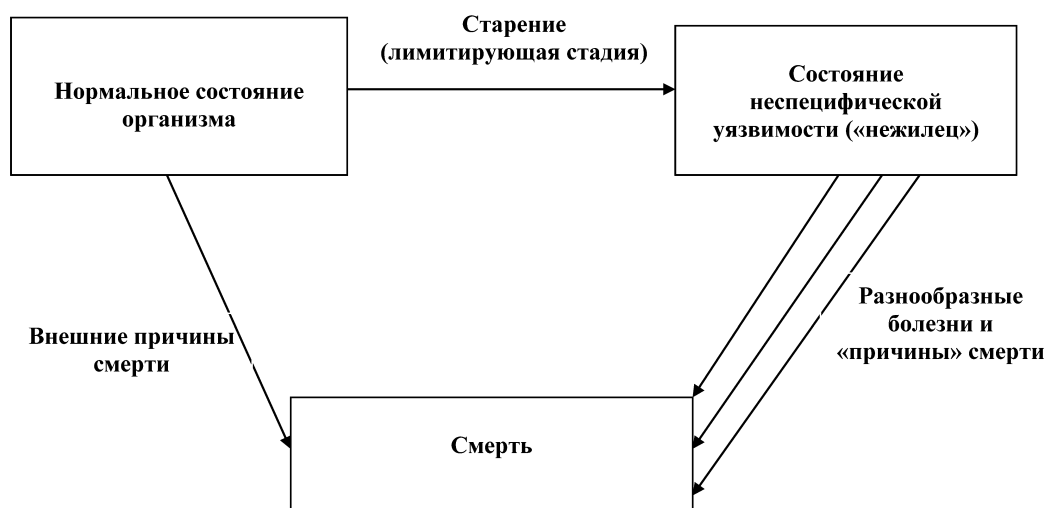 Старение
(лимитирующая стадия)
Нормальное состояние
организма
Состояние
неспецифической
уязвимости («нежилец»)
Внешние причины
смерти
Разнообразные
болезни и
«причины» смерти
Смерть